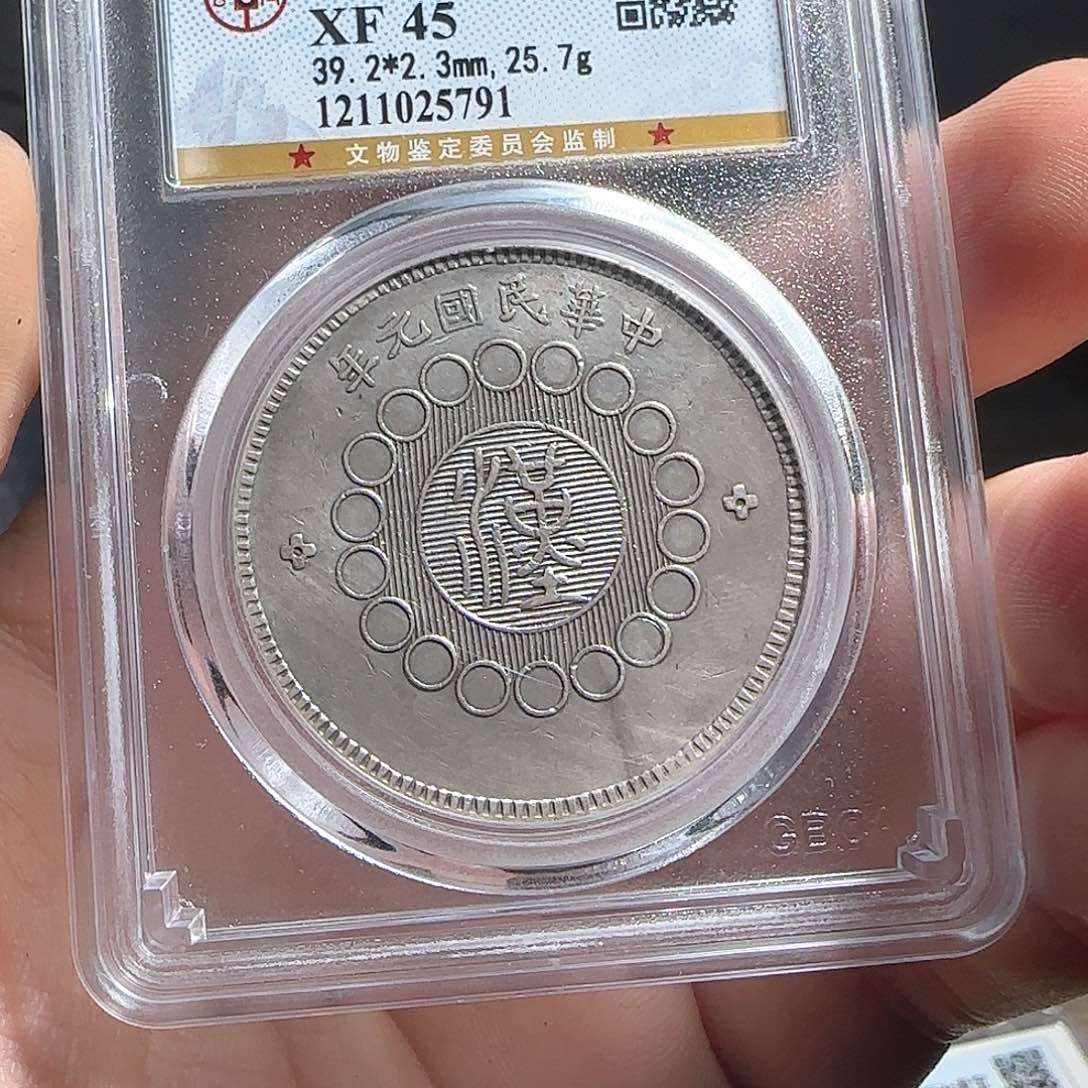 XF 45
39.2*2.3mm,25.7g
1211025791
★ 文物鉴定委员会监制 ★
中華民國元年
漢
GBCA